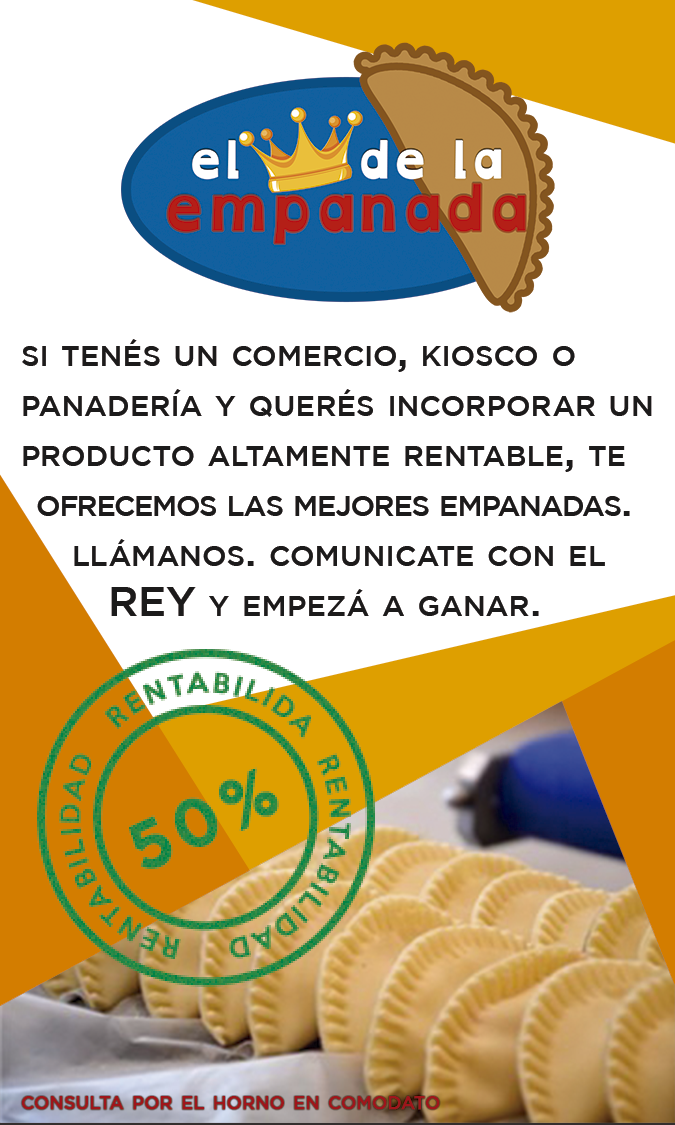 el de la
empanada
SI TENÉS UN COMERCIO, KIOSCO O
PANADERÍA Y QUERÉS INCORPORAR UN
PRODUCTO ALTAMENTE RENTABLE, TE
OFRECEMOS LAS MEJORES EMPANADAS.
LLÁMANOS. COMUNICATE CON EL
REY Y EMPEZÁ A GANAR.
RENTABILIDA
RENTABILIDAD
RENTABILIDAD
50%
CONSULTA POR EL HORNO EN COMODATO